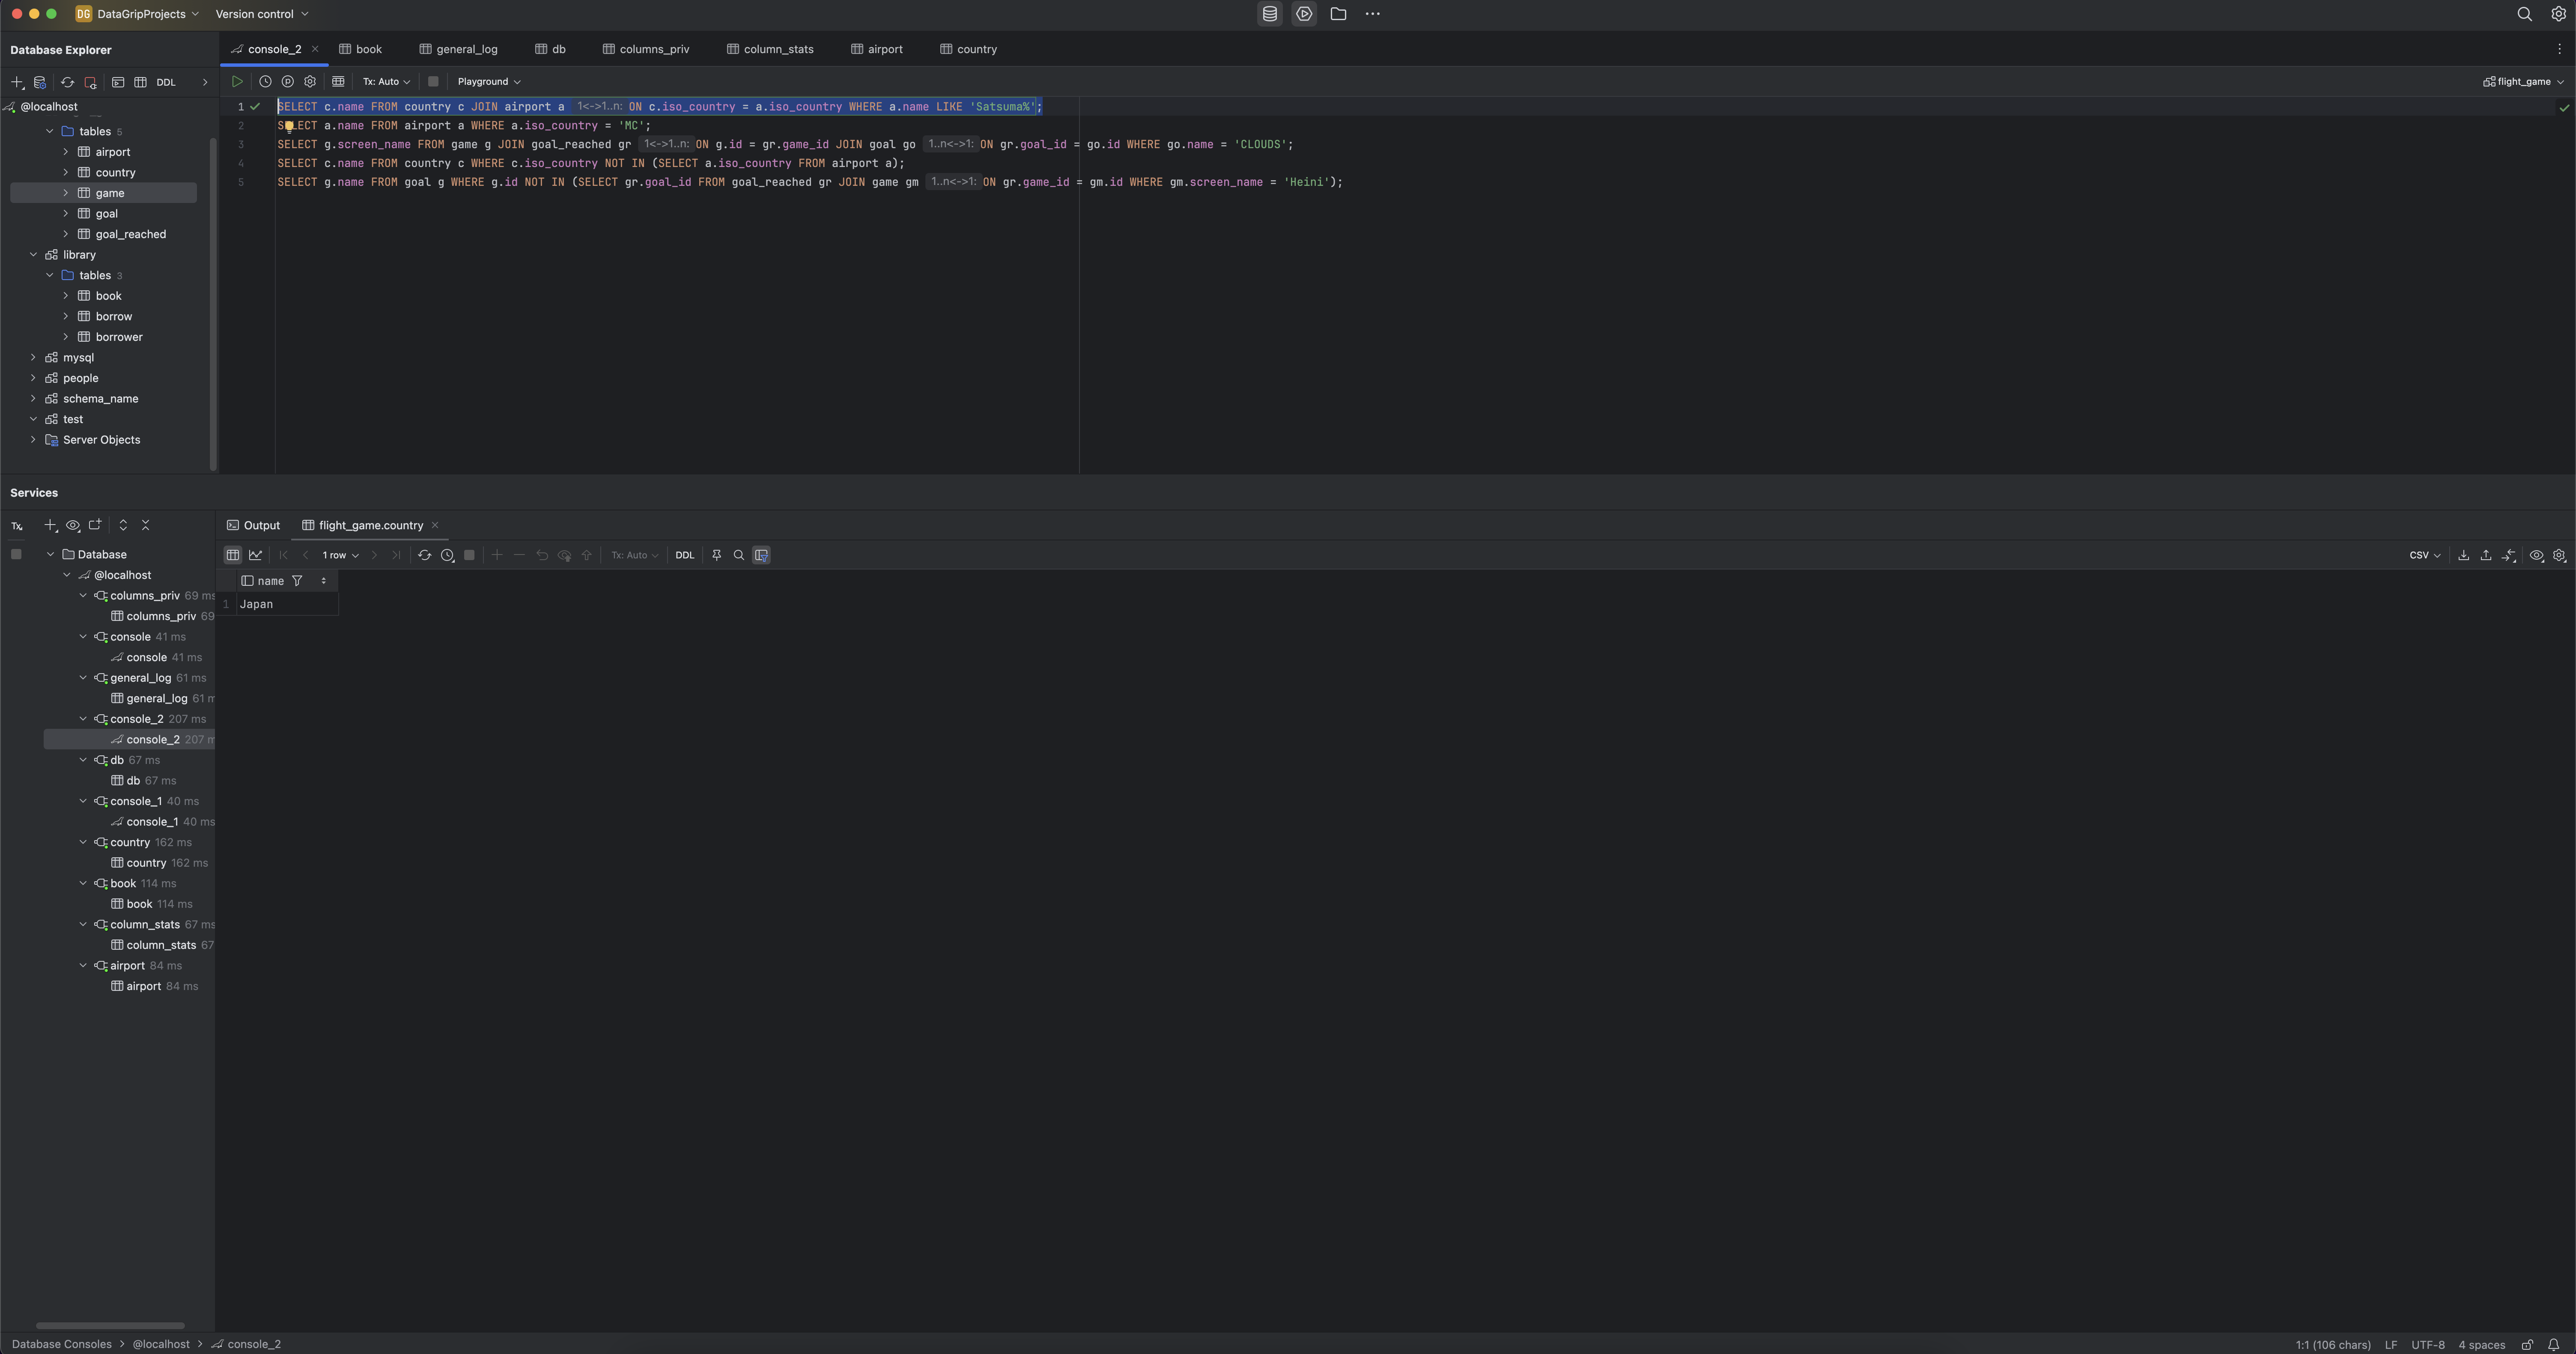 DG DataGripProjects Version control
Database Explorer
console_2 book general_log db columns_priv column_stats airport country
DDL
Tx: Auto Playground flight_game
@localhost
tables 5
airport
country
game
goal
goal_reached
library
tables 3
book
borrow
borrower
mysql
people
schema_name
test
Server Objects
1 SELECT c.name FROM country c JOIN airport a 1<->1..n: ON c.iso_country = a.iso_country WHERE a.name LIKE 'Satsuma%';
2 SELECT a.name FROM airport a WHERE a.iso_country = 'MC';
3 SELECT g.screen_name FROM game g JOIN goal_reached gr 1<->1..n: ON g.id = gr.game_id JOIN goal go 1..n<->1: ON gr.goal_id = go.id WHERE go.name = 'CLOUDS';
4 SELECT c.name FROM country c WHERE c.iso_country NOT IN (SELECT a.iso_country FROM airport a);
5 SELECT g.name FROM goal g WHERE g.id NOT IN (SELECT gr.goal_id FROM goal_reached gr JOIN game gm 1..n<->1: ON gr.game_id = gm.id WHERE gm.screen_name = 'Heini');
Services
Tx
Database
@localhost
columns_priv 69 ms
columns_priv 69
console 41 ms
console 41 ms
general_log 61 ms
general_log 61 m
console_2 207 ms
console_2 207 m
db 67 ms
db 67 ms
console_1 40 ms
console_1 40 ms
country 162 ms
country 162 ms
book 114 ms
book 114 ms
column_stats 67 ms
column_stats 67
airport 84 ms
airport 84 ms
Output flight_game.country
1 row Tx: Auto DDL CSV
name
1 Japan
Database Consoles > @localhost > console_2
1:1 (106 chars) LF UTF-8 4 spaces